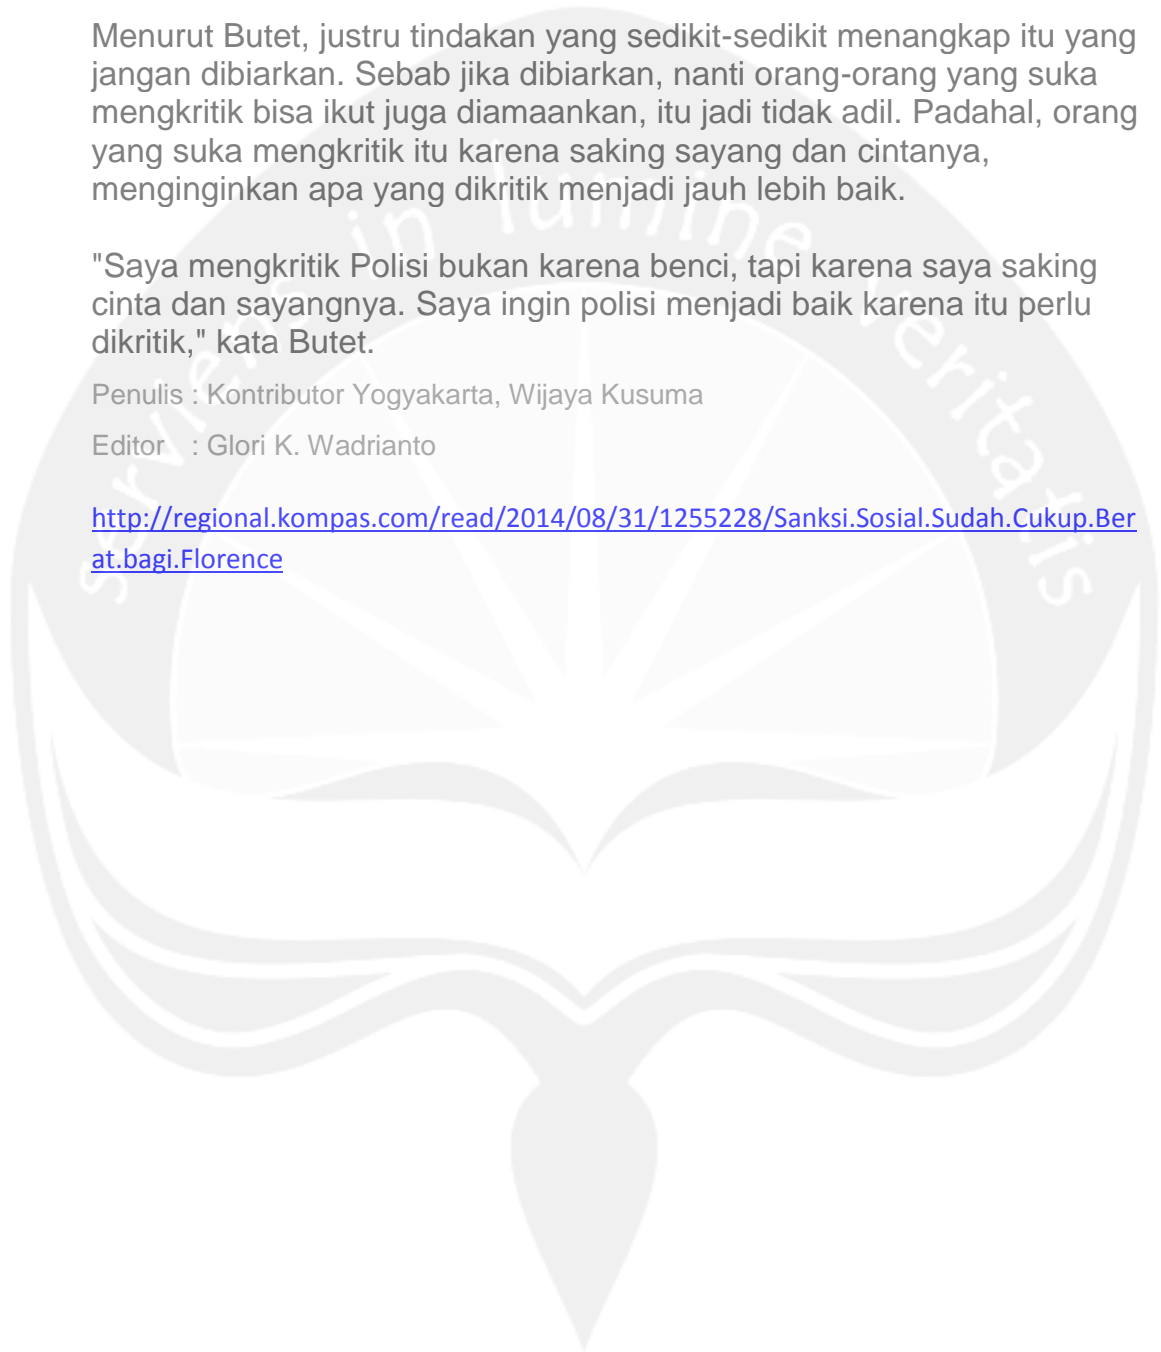 Menurut Butet, justru tindakan yang sedikit-sedikit menangkap itu yang
jangan dibiarkan. Sebab jika dibiarkan, nanti orang-orang yang suka
mengkritik bisa ikut juga diamaankan, itu jadi tidak adil. Padahal, orang
yang suka mengkritik itu karena saking sayang dan cintanya,
menginginkan apa yang dikritik menjadi jauh lebih baik.
"Saya mengkritik Polisi bukan karena benci, tapi karena saya saking
cinta dan sayangnya. Saya ingin polisi menjadi baik karena itu perlu
dikritik," kata Butet.
Penulis : Kontributor Yogyakarta, Wijaya Kusuma
Editor : Glori K. Wadrianto
http://regional.kompas.com/read/2014/08/31/1255228/Sanksi.Sosial.Sudah.Cukup.Ber
at.bagi.Florence
serviens in lumine veritatis